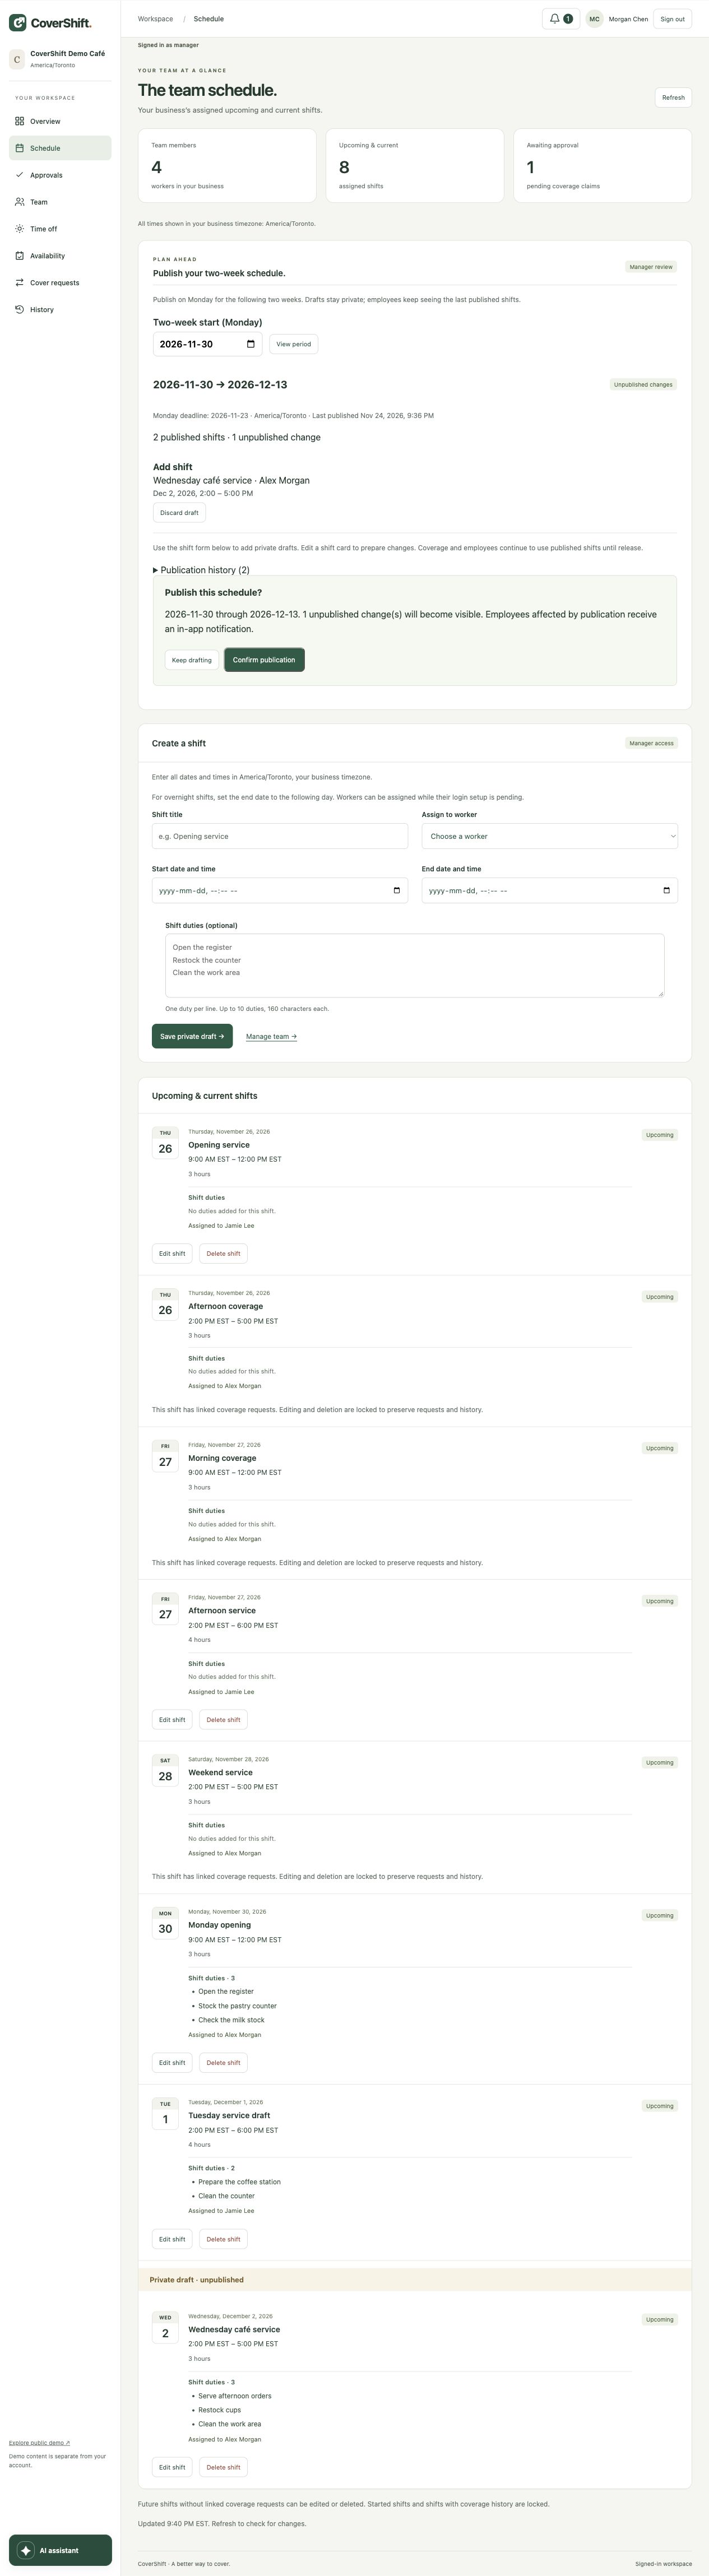 CoverShift.
C
CoverShift Demo Café
America/Toronto
YOUR WORKSPACE
Overview
Schedule
Approvals
Team
Time off
Availability
Cover requests
History
Explore public demo ↗
Demo content is separate from your
account.
AI assistant
Workspace / Schedule
1
MC
Morgan Chen
Sign out
Signed in as manager
YOUR TEAM AT A GLANCE
The team schedule.
Your business's assigned upcoming and current shifts.
Refresh
Team members
4
workers in your business
Upcoming & current
8
assigned shifts
Awaiting approval
1
pending coverage claims
All times shown in your business timezone: America/Toronto.
PLAN AHEAD
Publish your two-week schedule.
Manager review
Publish on Monday for the following two weeks. Drafts stay private; employees keep seeing the last published shifts.
Two-week start (Monday)
2026-11-30
View period
2026-11-30 → 2026-12-13
Unpublished changes
Monday deadline: 2026-11-23 · America/Toronto · Last published Nov 24, 2026, 9:36 PM
2 published shifts · 1 unpublished change
Add shift
Wednesday café service · Alex Morgan
Dec 2, 2026, 2:00 – 5:00 PM
Discard draft
Use the shift form below to add private drafts. Edit a shift card to prepare changes. Coverage and employees continue to use published shifts until release.
▶ Publication history (2)
Publish this schedule?
2026-11-30 through 2026-12-13. 1 unpublished change(s) will become visible. Employees affected by publication receive
an in-app notification.
Keep drafting
Confirm publication
Create a shift
Manager access
Enter all dates and times in America/Toronto, your business timezone.
For overnight shifts, set the end date to the following day. Workers can be assigned while their login setup is pending.
Shift title
Assign to worker
e.g. Opening service
Choose a worker
Start date and time
End date and time
yyyy-mm-dd, --:-- --
yyyy-mm-dd, --:-- --
Shift duties (optional)
Open the register
Restock the counter
Clean the work area
One duty per line. Up to 10 duties, 160 characters each.
Save private draft →
Manage team →
Upcoming & current shifts
THU
26
Thursday, November 26, 2026
Opening service
9:00 AM EST – 12:00 PM EST
3 hours
Shift duties
No duties added for this shift.
Assigned to Jamie Lee
Upcoming
Edit shift
Delete shift
THU
26
Thursday, November 26, 2026
Afternoon coverage
2:00 PM EST – 5:00 PM EST
3 hours
Shift duties
No duties added for this shift.
Assigned to Alex Morgan
Upcoming
This shift has linked coverage requests. Editing and deletion are locked to preserve requests and history.
FRI
27
Friday, November 27, 2026
Morning coverage
9:00 AM EST – 12:00 PM EST
3 hours
Shift duties
No duties added for this shift.
Assigned to Alex Morgan
Upcoming
This shift has linked coverage requests. Editing and deletion are locked to preserve requests and history.
FRI
27
Friday, November 27, 2026
Afternoon service
2:00 PM EST – 6:00 PM EST
4 hours
Shift duties
No duties added for this shift.
Assigned to Jamie Lee
Upcoming
Edit shift
Delete shift
SAT
28
Saturday, November 28, 2026
Weekend service
2:00 PM EST – 5:00 PM EST
3 hours
Shift duties
No duties added for this shift.
Assigned to Alex Morgan
Upcoming
This shift has linked coverage requests. Editing and deletion are locked to preserve requests and history.
MON
30
Monday, November 30, 2026
Monday opening
9:00 AM EST – 12:00 PM EST
3 hours
Shift duties · 3
• Open the register
• Stock the pastry counter
• Check the milk stock
Assigned to Alex Morgan
Upcoming
Edit shift
Delete shift
TUE
1
Tuesday, December 1, 2026
Tuesday service draft
2:00 PM EST – 6:00 PM EST
4 hours
Shift duties · 2
• Prepare the coffee station
• Clean the counter
Assigned to Jamie Lee
Upcoming
Edit shift
Delete shift
Private draft · unpublished
WED
2
Wednesday, December 2, 2026
Wednesday café service
2:00 PM EST – 5:00 PM EST
3 hours
Shift duties · 3
• Serve afternoon orders
• Restock cups
• Clean the work area
Assigned to Alex Morgan
Upcoming
Edit shift
Delete shift
Future shifts without linked coverage requests can be edited or deleted. Started shifts and shifts with coverage history are locked.
Updated 9:40 PM EST. Refresh to check for changes.
CoverShift · A better way to cover.
Signed-in workspace